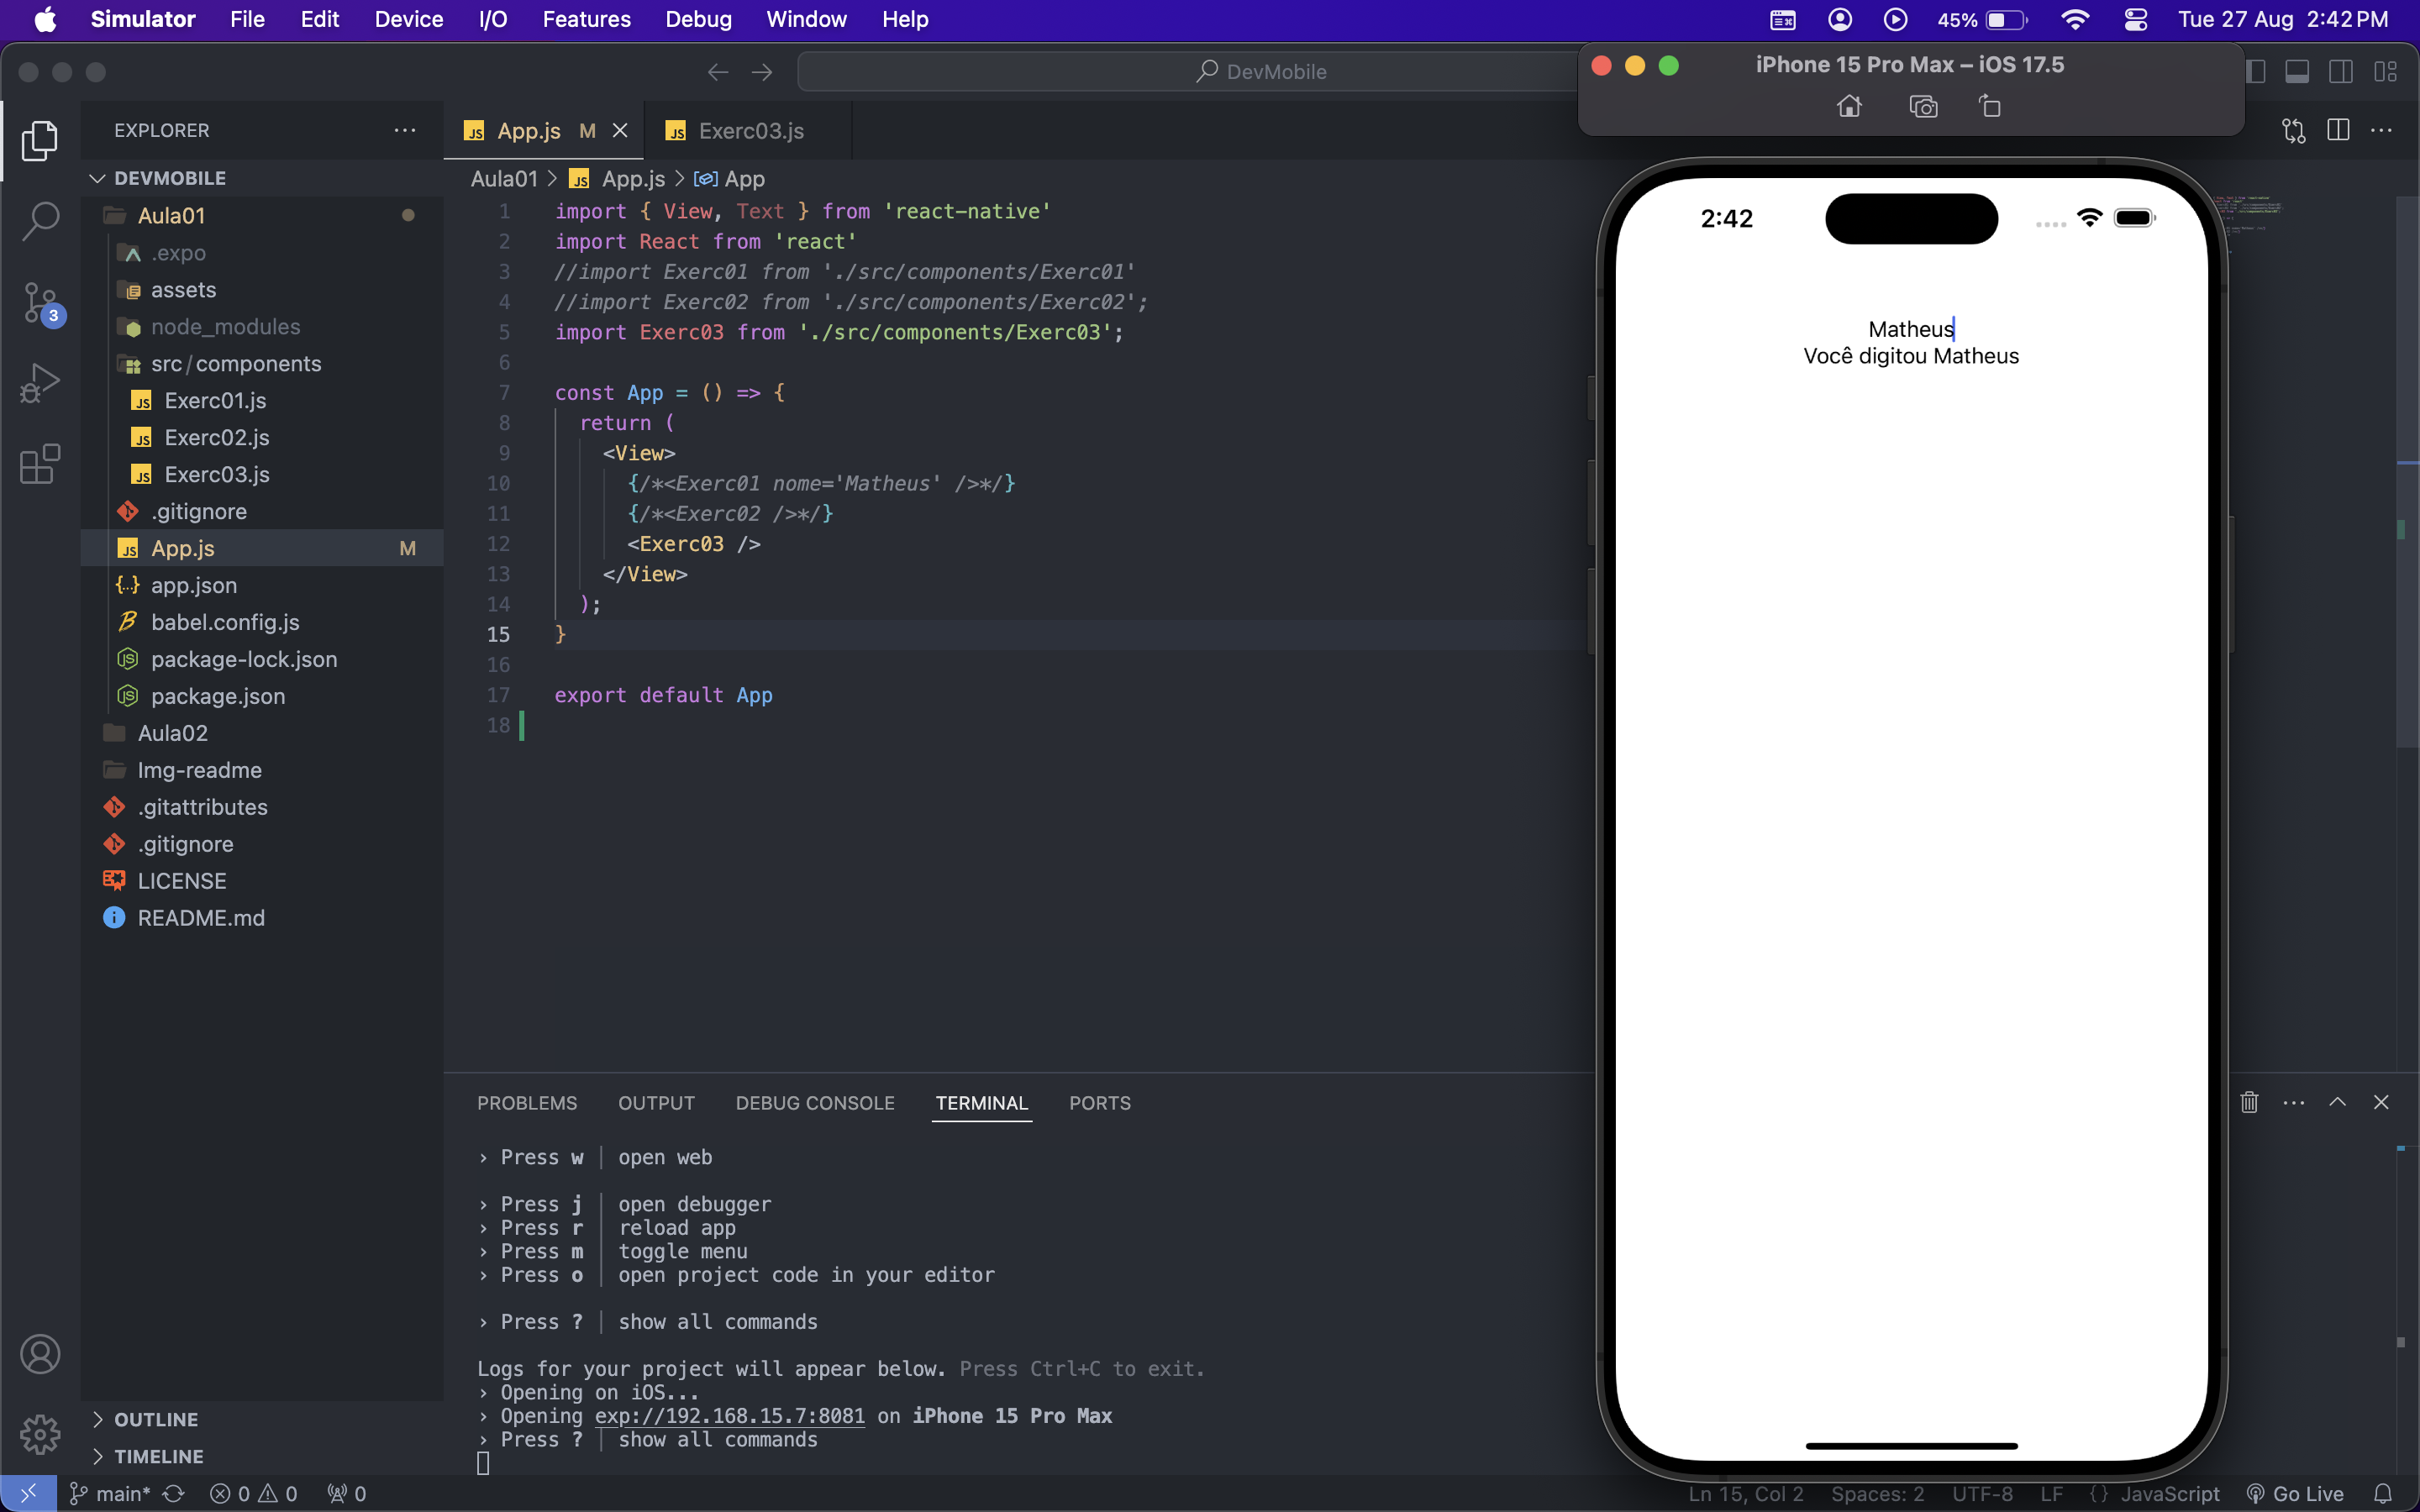 Simulator File Edit Device I/O Features Debug Window Help 45% Tue 27 Aug 2:42 PM
DevMobile
iPhone 15 Pro Max – iOS 17.5
EXPLORER
App.js M
Exerc03.js
DEVMOBILE
Aula01
.expo
assets
node_modules
src/components
Exerc01.js
Exerc02.js
Exerc03.js
.gitignore
App.js M
app.json
babel.config.js
package-lock.json
package.json
Aula02
Img-readme
.gitattributes
.gitignore
LICENSE
README.md
OUTLINE
TIMELINE
3
Aula01 > App.js > App
1 import { View, Text } from 'react-native'
2 import React from 'react'
3 //import Exerc01 from './src/components/Exerc01'
4 //import Exerc02 from './src/components/Exerc02';
5 import Exerc03 from './src/components/Exerc03';
6
7 const App = () => {
8 return (
9 <View>
10 {/*<Exerc01 nome='Matheus' />*/}
11 {/*<Exerc02 />*/}
12 <Exerc03 />
13 </View>
14 );
15 }
16
17 export default App
18
2:42
Matheus
Você digitou Matheus
PROBLEMS OUTPUT DEBUG CONSOLE TERMINAL PORTS
› Press w │ open web
› Press j │ open debugger
› Press r │ reload app
› Press m │ toggle menu
› Press o │ open project code in your editor
› Press ? │ show all commands
Logs for your project will appear below. Press Ctrl+C to exit.
› Opening on iOS...
› Opening exp://192.168.15.7:8081 on iPhone 15 Pro Max
› Press ? │ show all commands
main* 0 0 0 Ln 15, Col 2 Spaces: 2 UTF-8 LF {} JavaScript Go Live